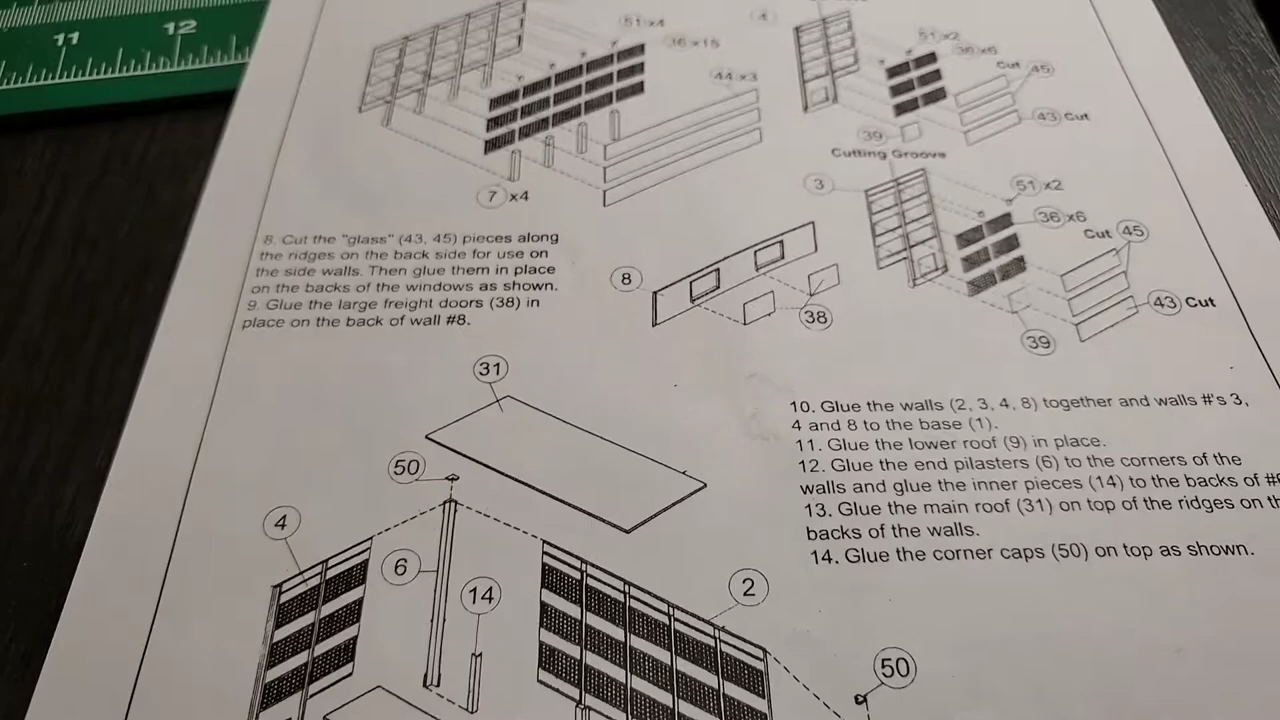 11
12
51 x4
36 x15
44 x3
4
51 x2
36 x6
Cut
45
43 Cut
39
Cutting Groove
7 x4
3
51 x2
36 x6
Cut 45
43 Cut
39
8
38
8. Cut the "glass" (43, 45) pieces along
the ridges on the back side for use on
the side walls. Then glue them in place
on the backs of the windows as shown.
9. Glue the large freight doors (38) in
place on the back of wall #8.
31
50
4
6
14
2
50
10. Glue the walls (2, 3, 4, 8) together and walls #'s 3,
4 and 8 to the base (1).
11. Glue the lower roof (9) in place.
12. Glue the end pilasters (6) to the corners of the
walls and glue the inner pieces (14) to the backs of
13. Glue the main roof (31) on top of the ridges on
backs of the walls.
14. Glue the corner caps (50) on top as shown.